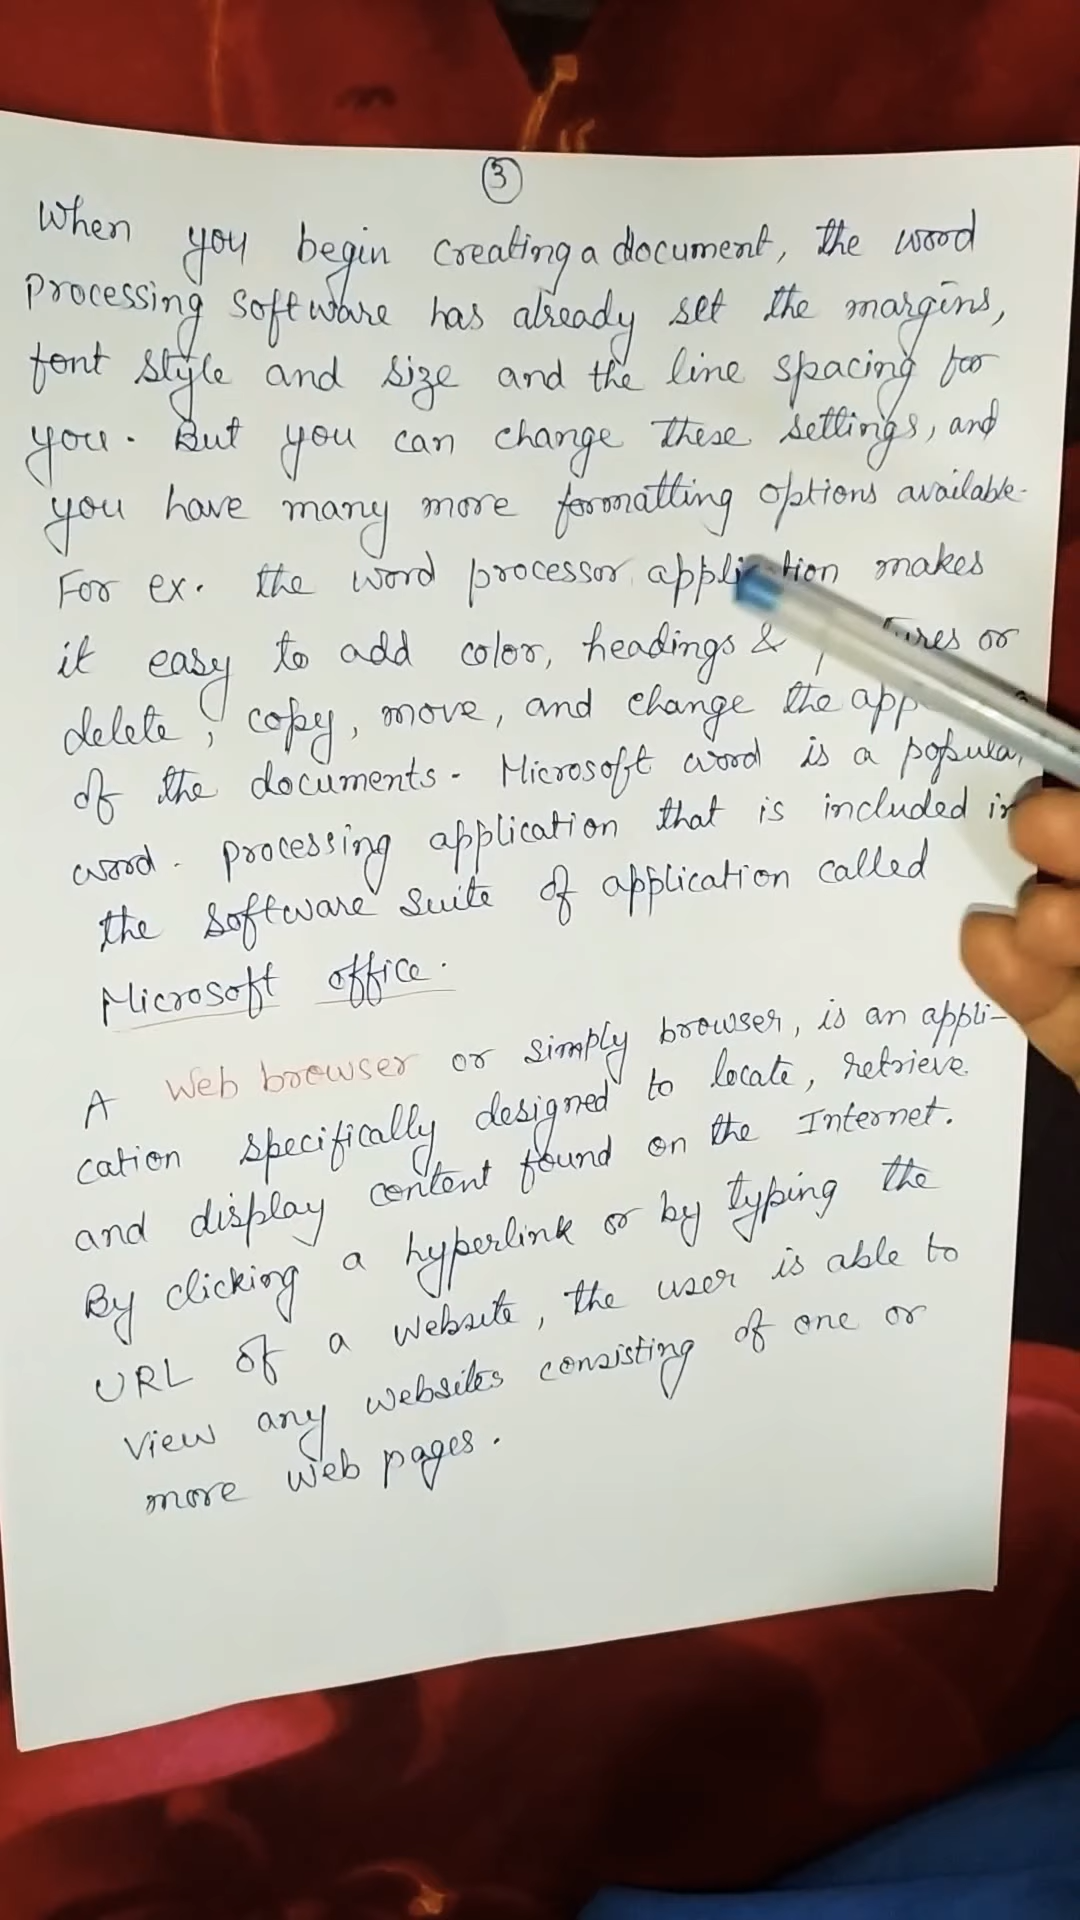 3
When you begin creating a document, the word
processing software has already set the margins,
font style and size and the line spacing for
you. But you can change these settings, and
you have many more formatting options available.
For ex. the word processor application makes
it easy to add color, headings & pictures or
delete, copy, move, and change the
of the documents. Microsoft word is a popular
word. processing application that is included in
the software suite of application called
Microsoft office.
A Web browser or simply browser, is an appli-
cation specifically designed to locate, retrieve
and display content found on the Internet.
By clicking a hyperlink or by typing the
URL of a website, the user is able to
view any websites consisting of one or
more web pages.